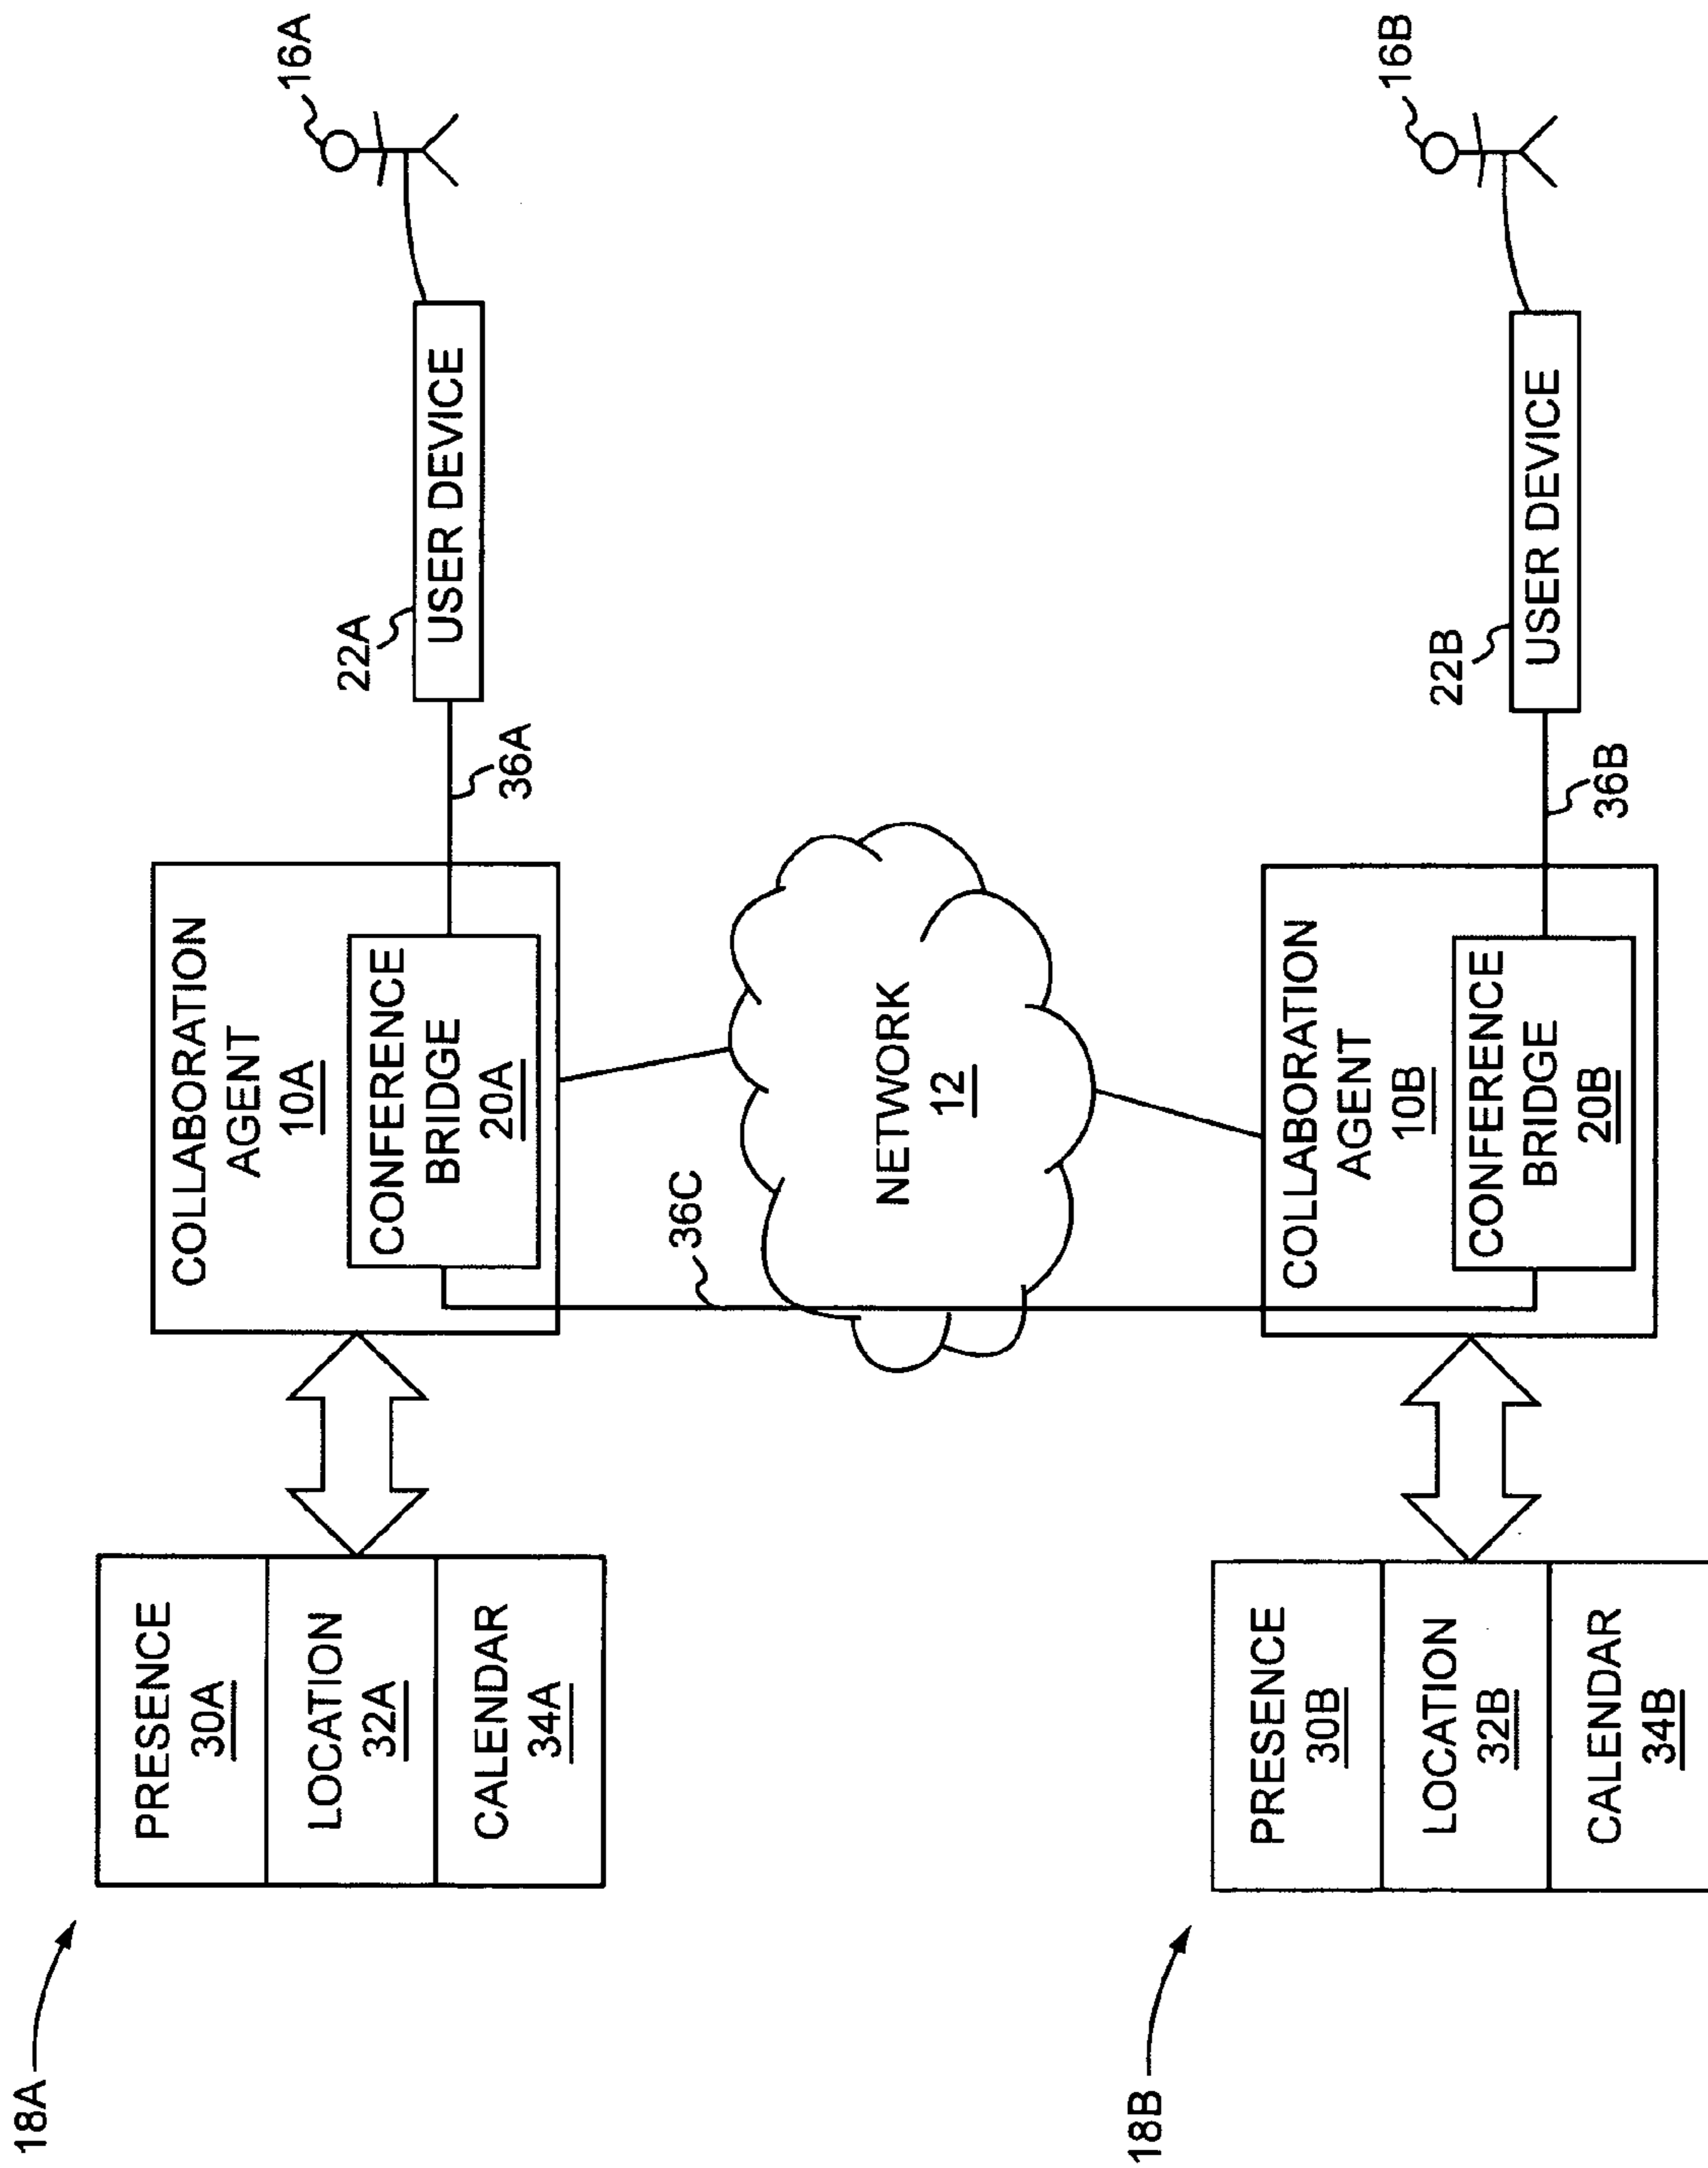 18A
PRESENCE
30A
LOCATION
32A
CALENDAR
34A
COLLABORATION
AGENT
10A
CONFERENCE
BRIDGE
20A
36A
22A
USER DEVICE
16A
36C
NETWORK
12
18B
PRESENCE
30B
LOCATION
32B
CALENDAR
34B
COLLABORATION
AGENT
10B
CONFERENCE
BRIDGE
20B
36B
22B
USER DEVICE
16B